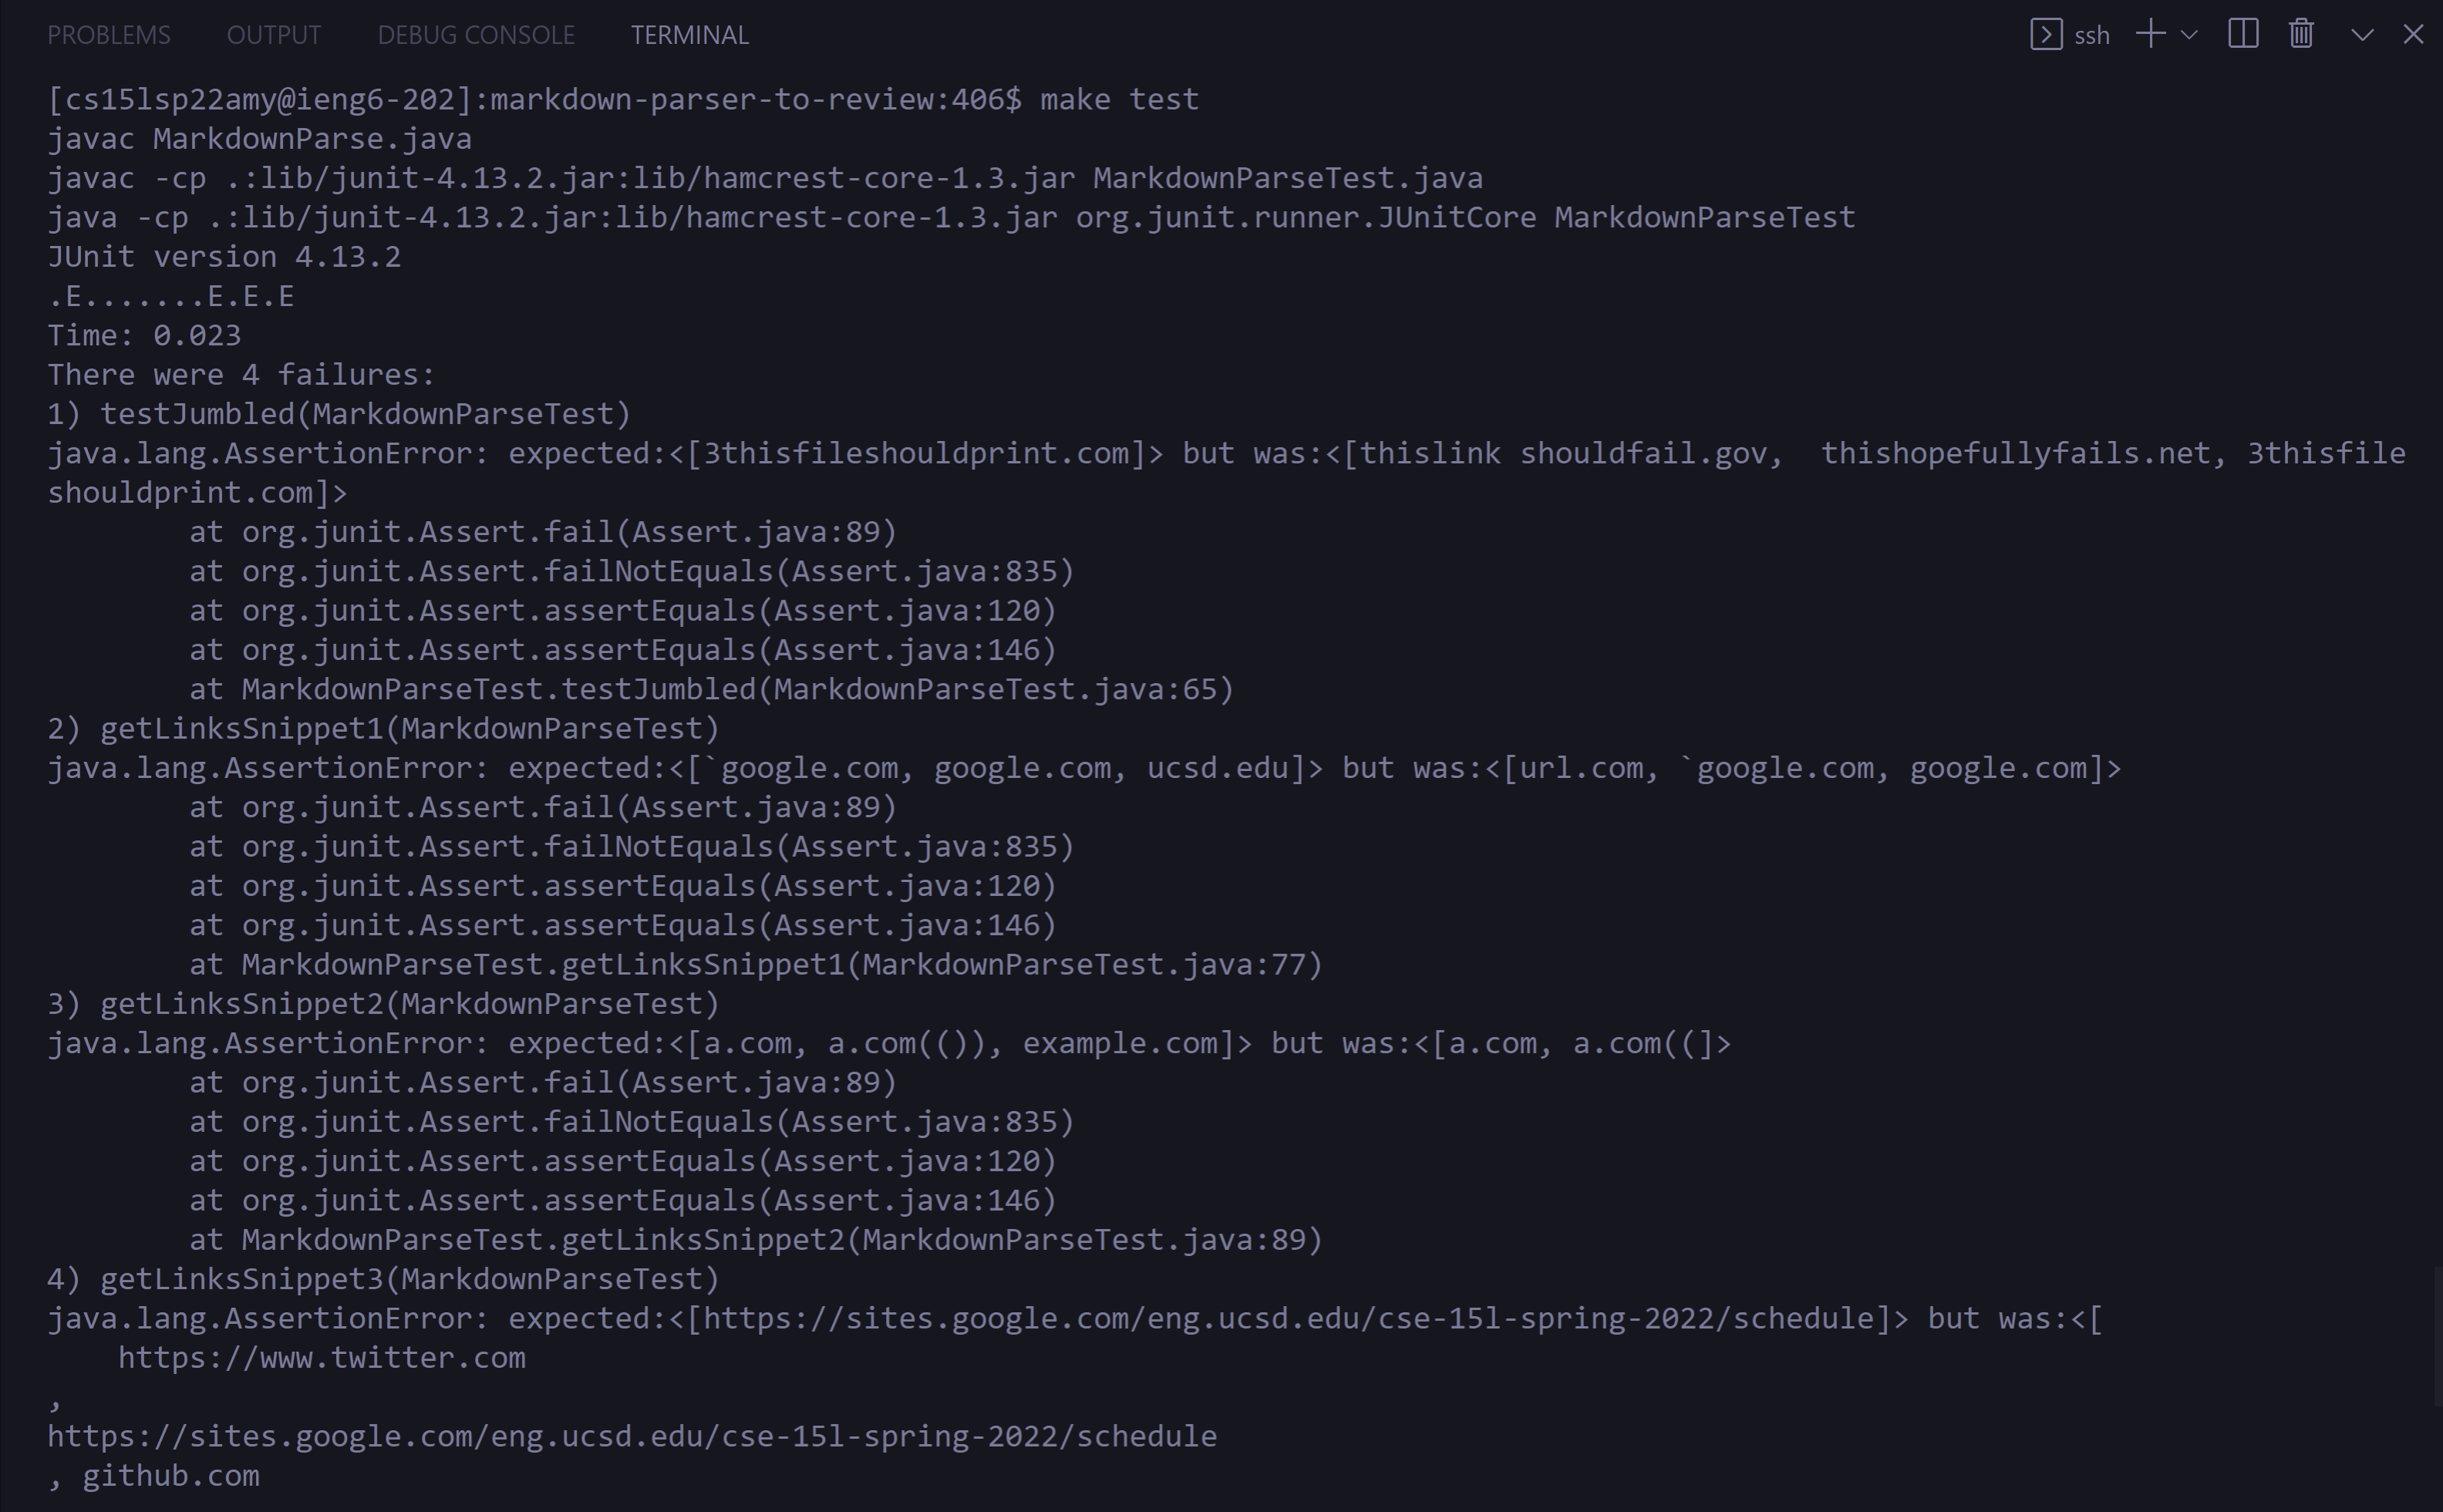 PROBLEMS OUTPUT DEBUG CONSOLE TERMINAL ssh
[cs15lsp22amy@ieng6-202]:markdown-parser-to-review:406$ make test
javac MarkdownParse.java
javac -cp .:lib/junit-4.13.2.jar:lib/hamcrest-core-1.3.jar MarkdownParseTest.java
java -cp .:lib/junit-4.13.2.jar:lib/hamcrest-core-1.3.jar org.junit.runner.JUnitCore MarkdownParseTest
JUnit version 4.13.2
.E.......E.E.E
Time: 0.023
There were 4 failures:
1) testJumbled(MarkdownParseTest)
java.lang.AssertionError: expected:<[3thisfileshouldprint.com]> but was:<[thislink shouldfail.gov,  thishopefullyfails.net, 3thisfile
shouldprint.com]>
        at org.junit.Assert.fail(Assert.java:89)
        at org.junit.Assert.failNotEquals(Assert.java:835)
        at org.junit.Assert.assertEquals(Assert.java:120)
        at org.junit.Assert.assertEquals(Assert.java:146)
        at MarkdownParseTest.testJumbled(MarkdownParseTest.java:65)
2) getLinksSnippet1(MarkdownParseTest)
java.lang.AssertionError: expected:<[`google.com, google.com, ucsd.edu]> but was:<[url.com, `google.com, google.com]>
        at org.junit.Assert.fail(Assert.java:89)
        at org.junit.Assert.failNotEquals(Assert.java:835)
        at org.junit.Assert.assertEquals(Assert.java:120)
        at org.junit.Assert.assertEquals(Assert.java:146)
        at MarkdownParseTest.getLinksSnippet1(MarkdownParseTest.java:77)
3) getLinksSnippet2(MarkdownParseTest)
java.lang.AssertionError: expected:<[a.com, a.com(()), example.com]> but was:<[a.com, a.com((]>
        at org.junit.Assert.fail(Assert.java:89)
        at org.junit.Assert.failNotEquals(Assert.java:835)
        at org.junit.Assert.assertEquals(Assert.java:120)
        at org.junit.Assert.assertEquals(Assert.java:146)
        at MarkdownParseTest.getLinksSnippet2(MarkdownParseTest.java:89)
4) getLinksSnippet3(MarkdownParseTest)
java.lang.AssertionError: expected:<[https://sites.google.com/eng.ucsd.edu/cse-15l-spring-2022/schedule]> but was:<[
    https://www.twitter.com
,
https://sites.google.com/eng.ucsd.edu/cse-15l-spring-2022/schedule
, github.com